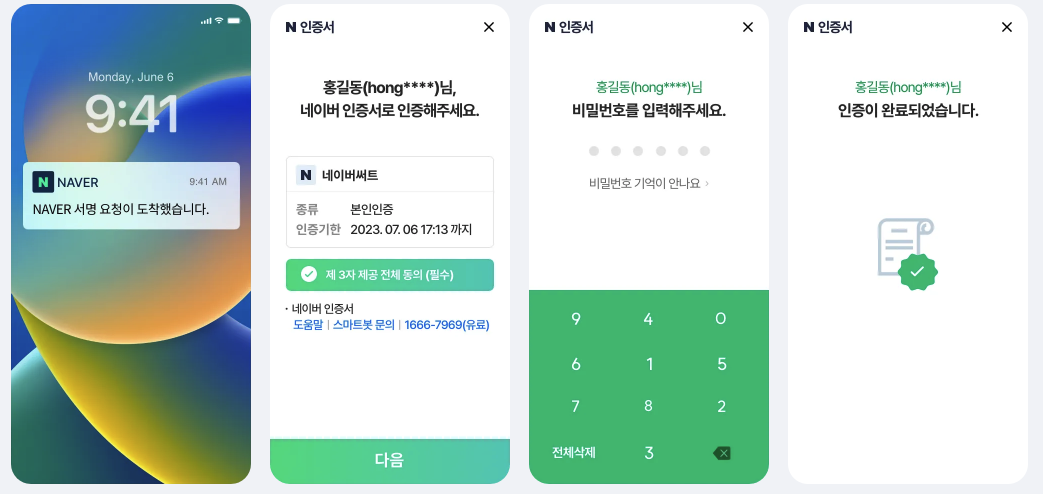 Monday, June 6
9:41
N NAVER 9:41 AM
NAVER 서명 요청이 도착했습니다.
N 인증서
홍길동(hong****)님,
네이버 인증서로 인증해주세요.
N 네이버써트
종류 본인인증
인증기한 2023. 07. 06 17:13 까지
제 3자 제공 전체 동의 (필수)
· 네이버 인증서
도움말 | 스마트봇 문의 | 1666-7969(유료)
다음
N 인증서
홍길동(hong****)님
비밀번호를 입력해주세요.
비밀번호 기억이 안나요 ›
9 4 0
6 1 5
7 8 2
전체삭제 3
N 인증서
홍길동(hong****)님
인증이 완료되었습니다.